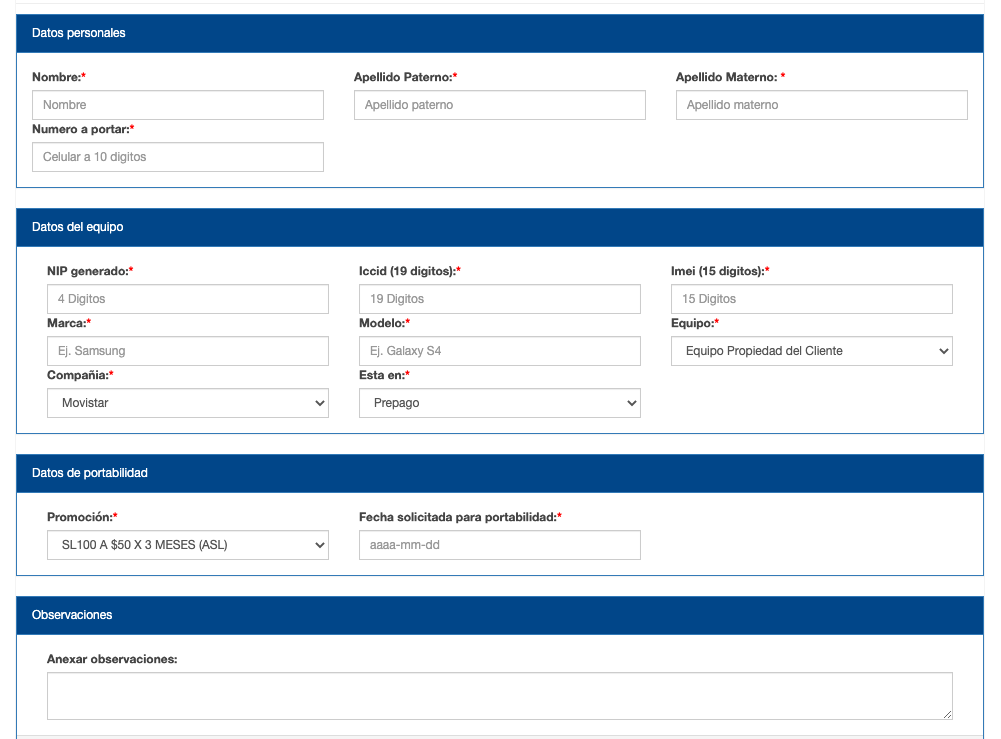 Datos personales
Nombre:* Apellido Paterno:* Apellido Materno: *
Nombre Apellido paterno Apellido materno
Numero a portar:*
Celular a 10 digitos
Datos del equipo
NIP generado:* Iccid (19 digitos):* Imei (15 digitos):*
4 Digitos 19 Digitos 15 Digitos
Marca:* Modelo:* Equipo:*
Ej. Samsung Ej. Galaxy S4 Equipo Propiedad del Cliente
Compañia:* Esta en:*
Movistar Prepago
Datos de portabilidad
Promoción:* Fecha solicitada para portabilidad:*
SL100 A $50 X 3 MESES (ASL) aaaa-mm-dd
Observaciones
Anexar observaciones: